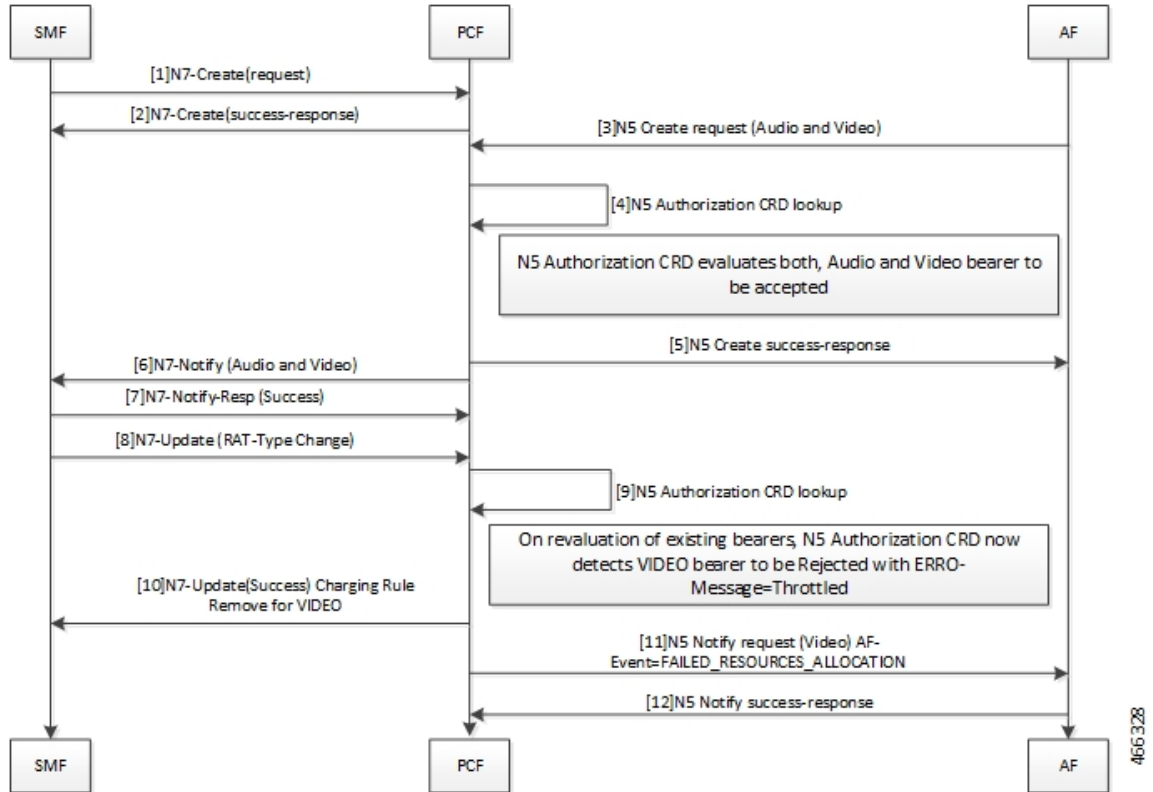 SMF
PCF
AF
[1]N7-Create(request)
[2]N7-Create(success-response)
[3]N5 Create request (Audio and Video)
[4]N5 Authorization CRD lookup
N5 Authorization CRD evaluates both, Audio and Video bearer to
be accepted
[5]N5 Create success-response
[6]N7-Notify (Audio and Video)
[7]N7-Notify-Resp (Success)
[8]N7-Update (RAT-Type Change)
[9]N5 Authorization CRD lookup
On revaluation of existing bearers, N5 Authorization CRD now
detects VIDEO bearer to be Rejected with ERRO-
Message=Throttled
[10]N7-Update(Success) Charging Rule
Remove for VIDEO
[11]N5 Notify request (Video) AF-
Event=FAILED_RESOURCES_ALLOCATION
[12]N5 Notify success-response
SMF
PCF
AF
466328